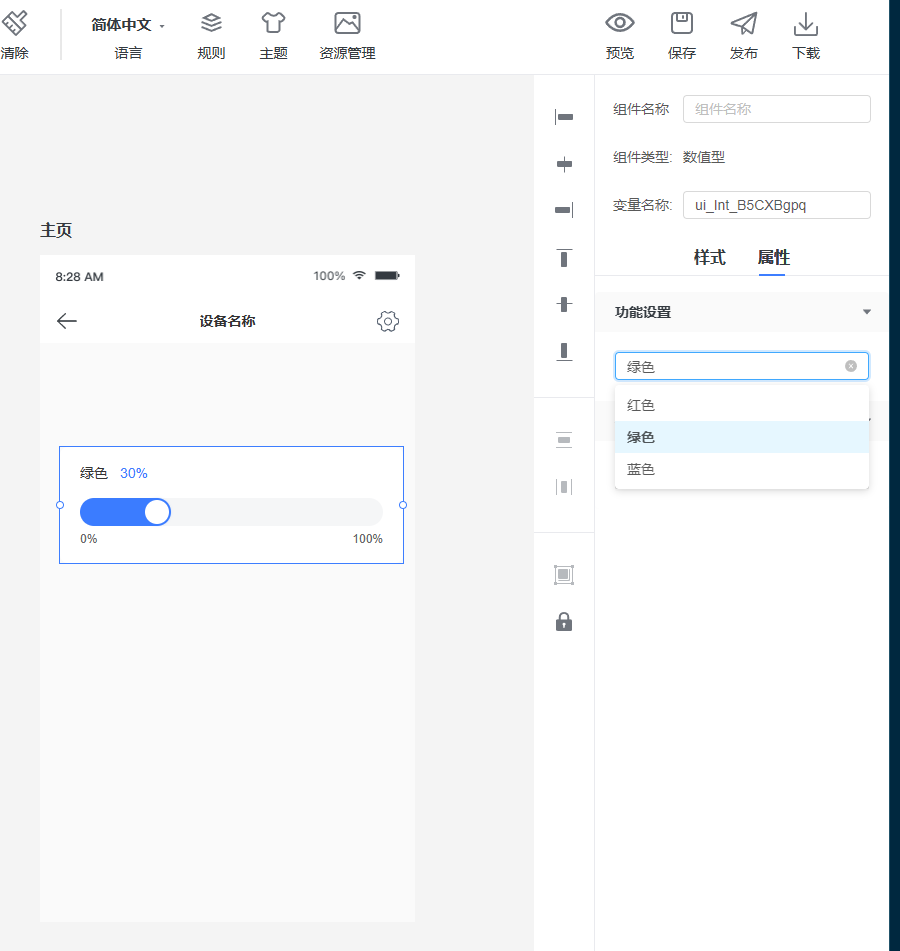 清除
简体中文
语言
规则
主题
资源管理
预览
保存
发布
下载
主页
8:28 AM
100%
设备名称
绿色 30%
0% 100%
组件名称 组件名称
组件类型: 数值型
变量名称: ui_Int_B5CXBgpq
样式 属性
功能设置
绿色
红色
绿色
蓝色